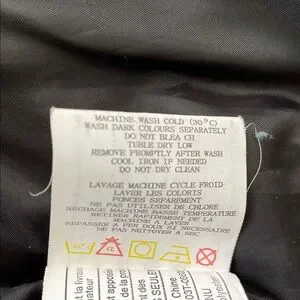 MACHINE WASH COLD (30°C)
WASH DARK COLOURS SEPARATELY
DO NOT BLEA CH
TUBLE DRY LOW
REMOVE PROMPTLY AFTER WASH
COOL IRON IF NEEDED
DO NOT DRY CLEAN
LAVAGE MACHINE CYCLE FROID
LAVER LES COLORIS
FONCES SEPAREMENT
NE PAS UTILISER DE CHLORE
SECHAGE MACHINE BASSE TEMPERATURE
RETIRER RAPIDEMENT DE LA
MACHINE A LAVER
REPASSER A FER DOUX SI NECESSAIRE
NE PAS NETTOYER A SEC